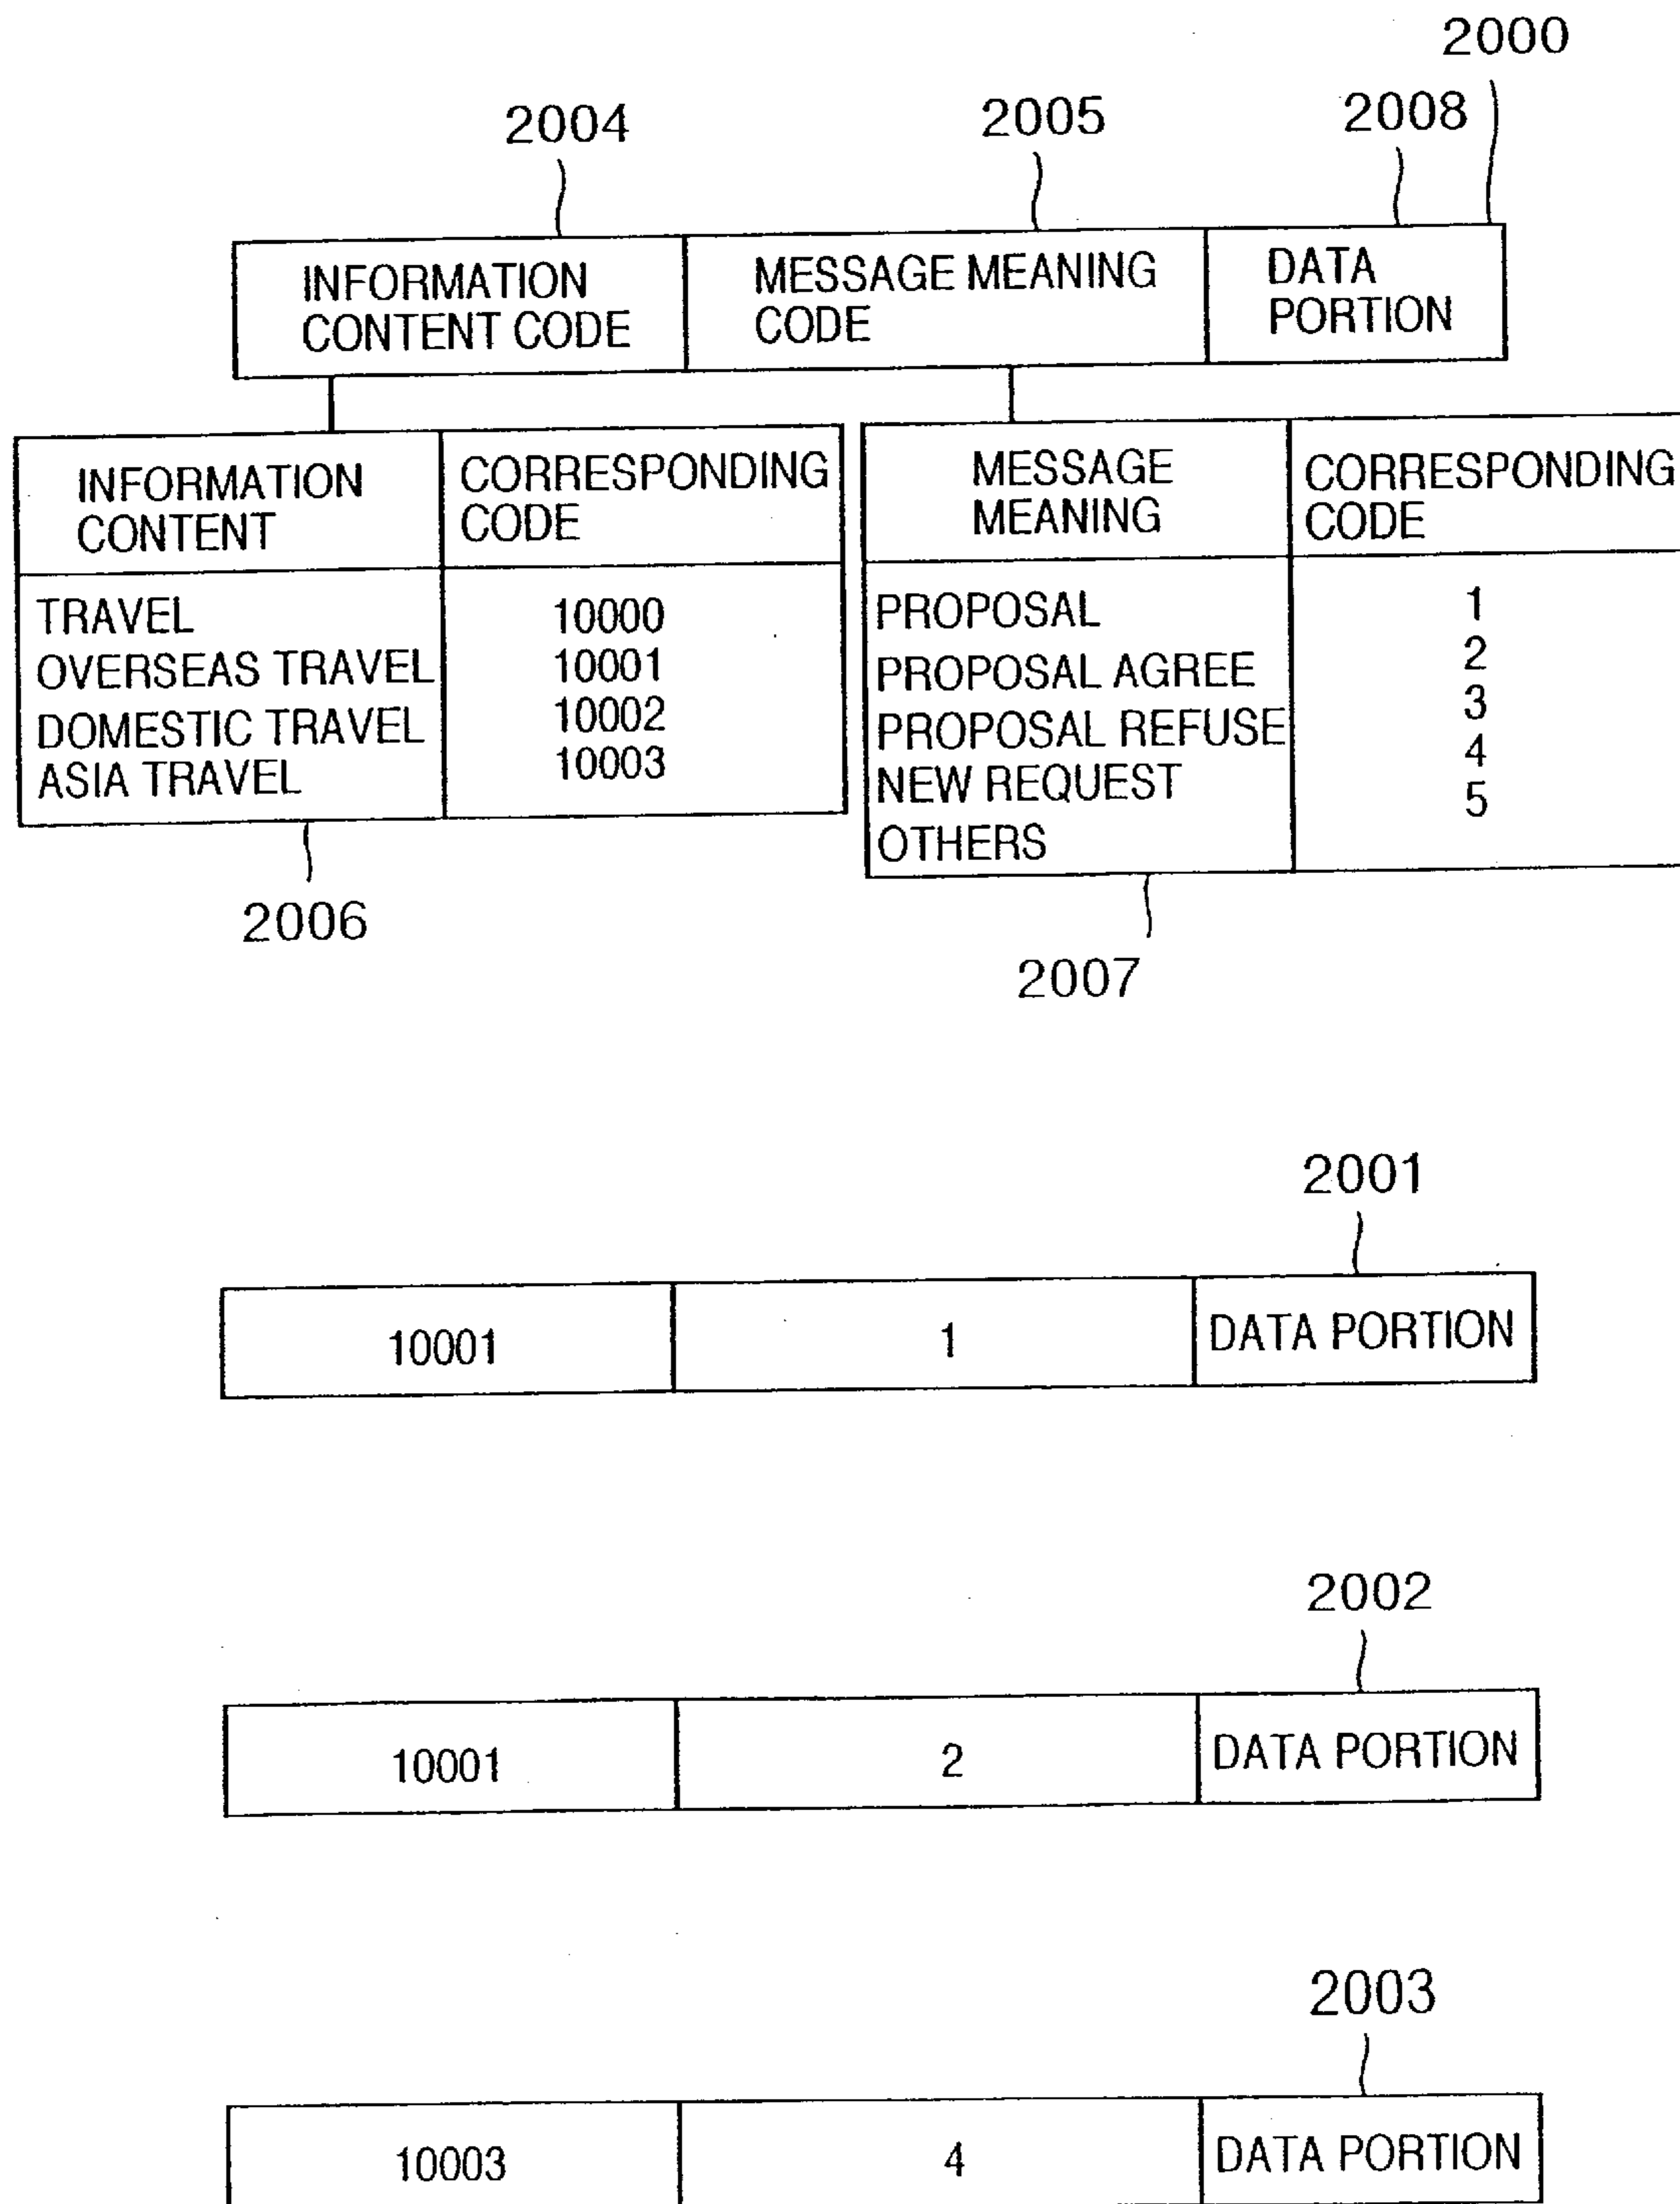 2000
2004 2005 2008
INFORMATION CONTENT CODE
MESSAGE MEANING CODE
DATA PORTION
INFORMATION CONTENT
CORRESPONDING CODE
TRAVEL 10000
OVERSEAS TRAVEL 10001
DOMESTIC TRAVEL 10002
ASIA TRAVEL 10003
2006
MESSAGE MEANING
CORRESPONDING CODE
PROPOSAL 1
PROPOSAL AGREE 2
PROPOSAL REFUSE 3
NEW REQUEST 4
OTHERS 5
2007
2001
10001 1 DATA PORTION
2002
10001 2 DATA PORTION
2003
10003 4 DATA PORTION